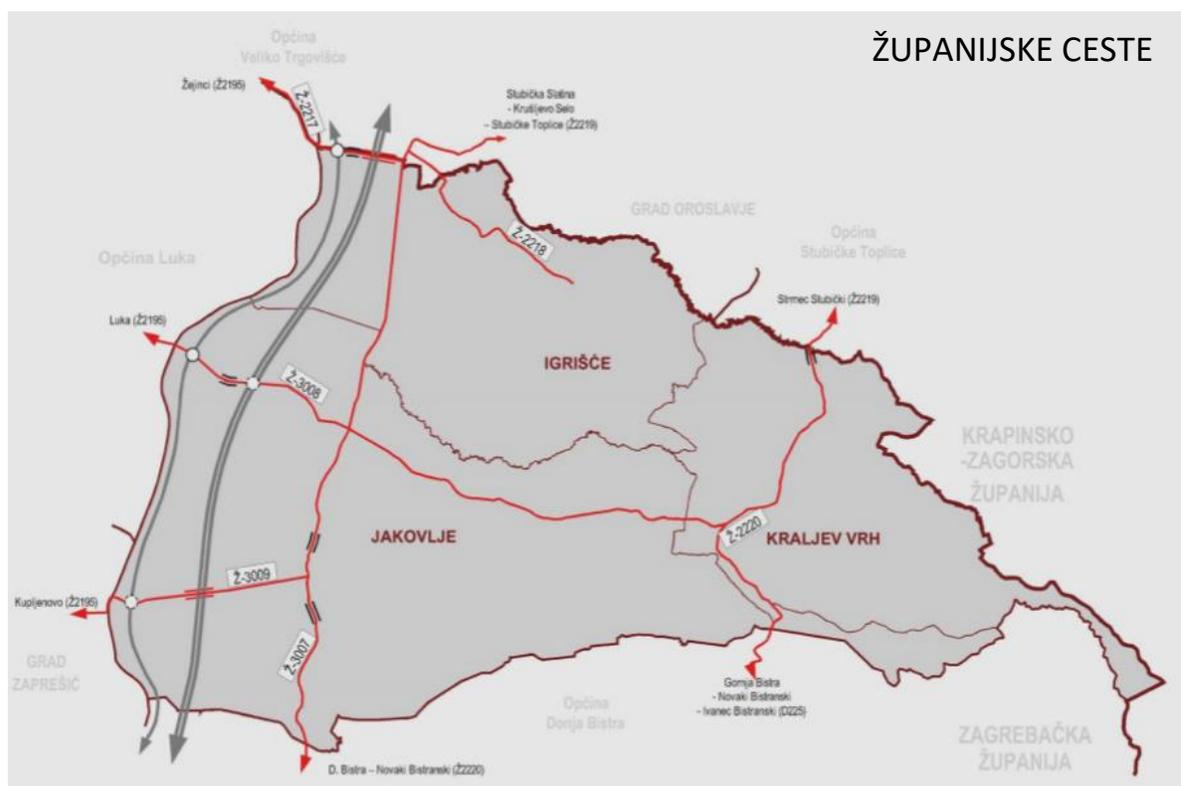 ŽUPANIJSKE CESTE
Općina
Veliko Trgovišće
Žejinci (Ž2195)
Ž-2217
Stubička Slatina
- Krušljevo Selo
- Stubičke Toplice (Ž2219)
GRAD OROSLAVJE
Općina
Stubičke Toplice
Ž-2218
Općina Luka
Strmec Stubički (Ž2219)
Luka (Ž2195)
IGRIŠĆE
Ž-3008
KRAPINSKO
-ZAGORSKA
ŽUPANIJA
JAKOVLJE
Ž-2220
KRALJEV VRH
Ž-3009
Kupljenovo (Ž2195)
GRAD
ZAPREŠIĆ
Ž-3007
Gornja Bistra
- Novaki Bistranski
- Ivanec Bistranski (D225)
Općina
Donja Bistra
ZAGREBAČKA
ŽUPANIJA
D. Bistra – Novaki Bistranski (Ž2220)